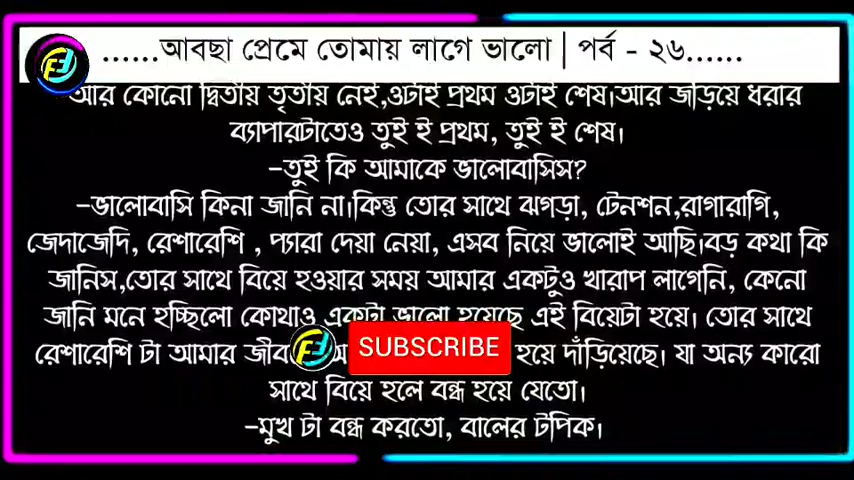 ......আবছা প্রেমে তোমায় লাগে ভালো | পর্ব - ২৬......
আর কোনো দ্বিতীয় তৃতীয় নেই,ওটাই প্রথম ওটাই শেষ।আর জড়িয়ে ধরার
ব্যাপারটাতেও তুই ই প্রথম, তুই ই শেষ।
-তুই কি আমাকে ভালোবাসিস?
-ভালোবাসি কিনা জানি না।কিন্তু তোর সাথে ঝগড়া, টেনশন,রাগারাগি,
জেদাজেদি, রেশারেশি , প্যারা দেয়া নেয়া, এসব নিয়ে ভালোই আছি।বড় কথা কি
জানিস,তোর সাথে বিয়ে হওয়ার সময় আমার একটুও খারাপ লাগেনি, কেনো
জানি মনে হচ্ছিলো কোথাও একটা ভালো হয়েছে এই বিয়েটা হয়ে। তোর সাথে
রেশারেশি টা আমার SUBSCRIBE হয়ে দাঁড়িয়েছে। যা অন্য কারো
সাথে বিয়ে হলে বন্ধ হয়ে যেতো।
-মুখ টা বন্ধ করতো, বালের টপিক।